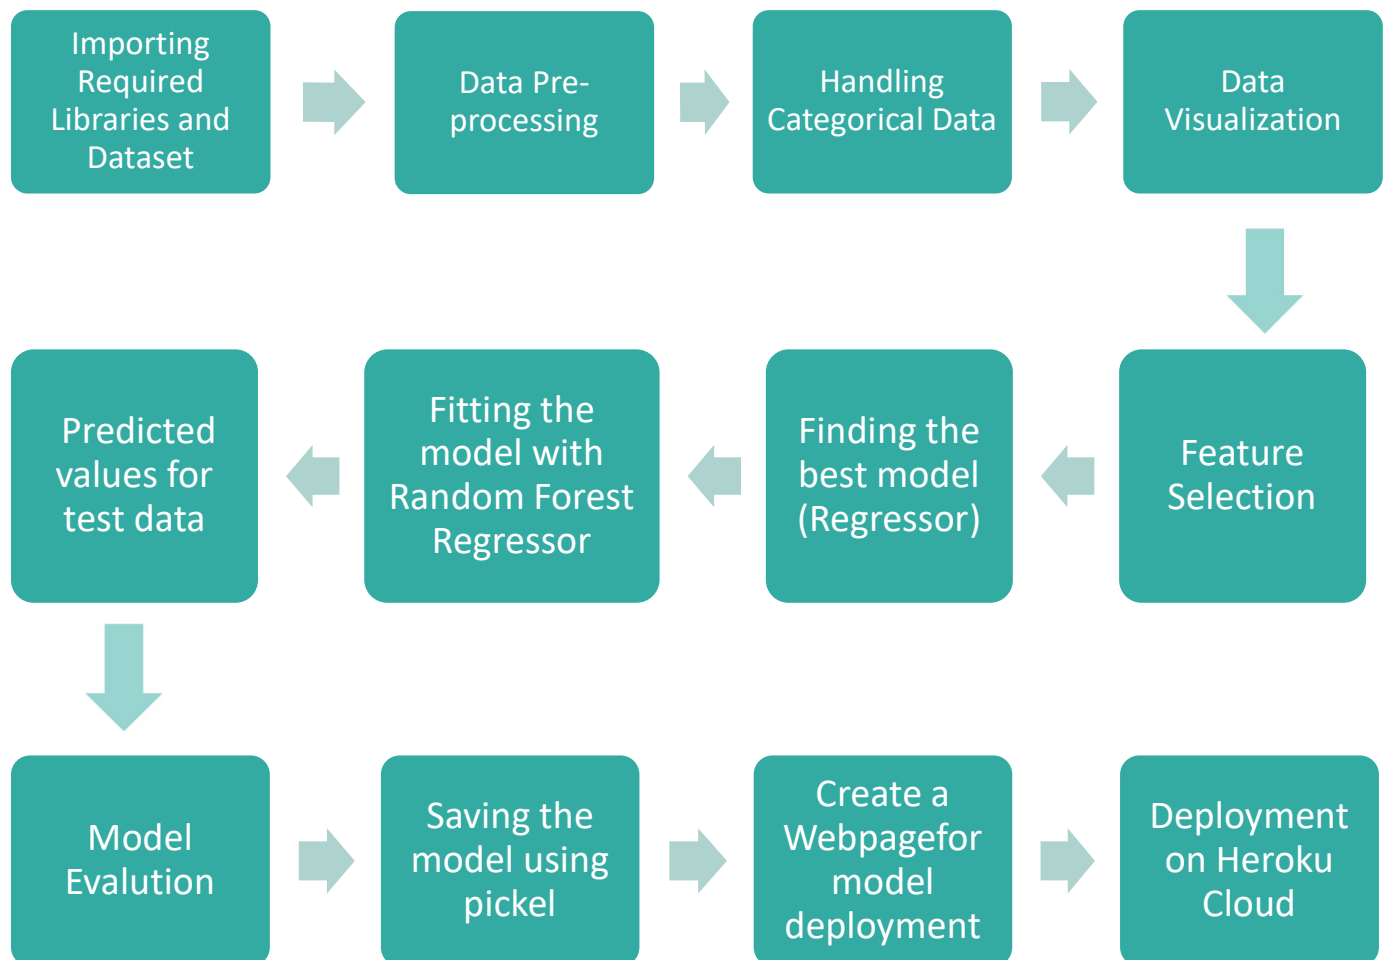 Importing
Required
Libraries and
Dataset
Data Pre-
processing
Handling
Categorical Data
Data
Visualization
Feature
Selection
Finding the
best model
(Regressor)
Fitting the
model with
Random Forest
Regressor
Predicted
values for
test data
Model
Evalution
Saving the
model using
pickel
Create a
Webpagefor
model
deployment
Deployment
on Heroku
Cloud